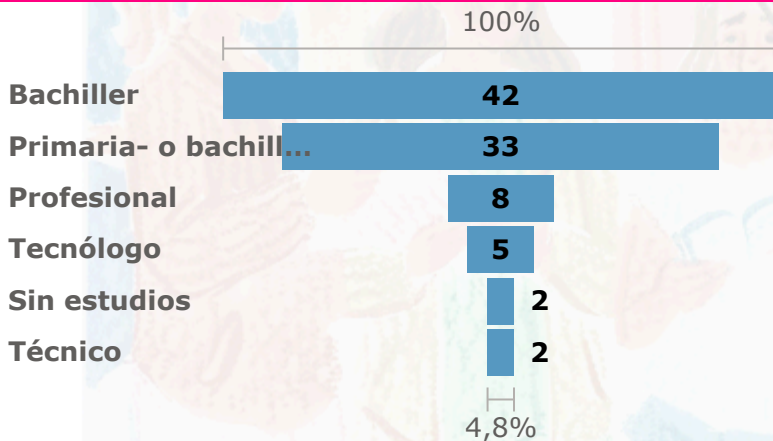 100%
Bachiller 42
Primaria- o bachill... 33
Profesional 8
Tecnólogo 5
Sin estudios 2
Técnico 2
4,8%